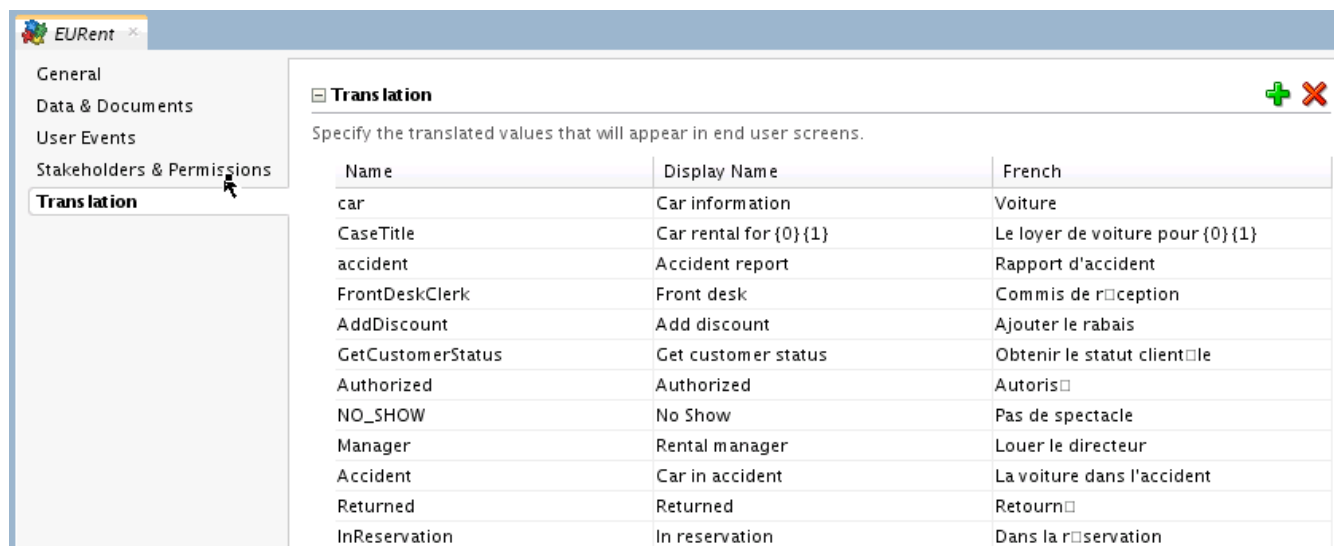 EURent
General
Data & Documents
User Events
Stakeholders & Permissions
Translation
Translation
Specify the translated values that will appear in end user screens.
Name Display Name French
car Car information Voiture
CaseTitle Car rental for {0} {1} Le loyer de voiture pour {0} {1}
accident Accident report Rapport d'accident
FrontDeskClerk Front desk Commis de r□ception
AddDiscount Add discount Ajouter le rabais
GetCustomerStatus Get customer status Obtenir le statut client□le
Authorized Authorized Autoris□
NO_SHOW No Show Pas de spectacle
Manager Rental manager Louer le directeur
Accident Car in accident La voiture dans l'accident
Returned Returned Retourn□
InReservation In reservation Dans la r□servation